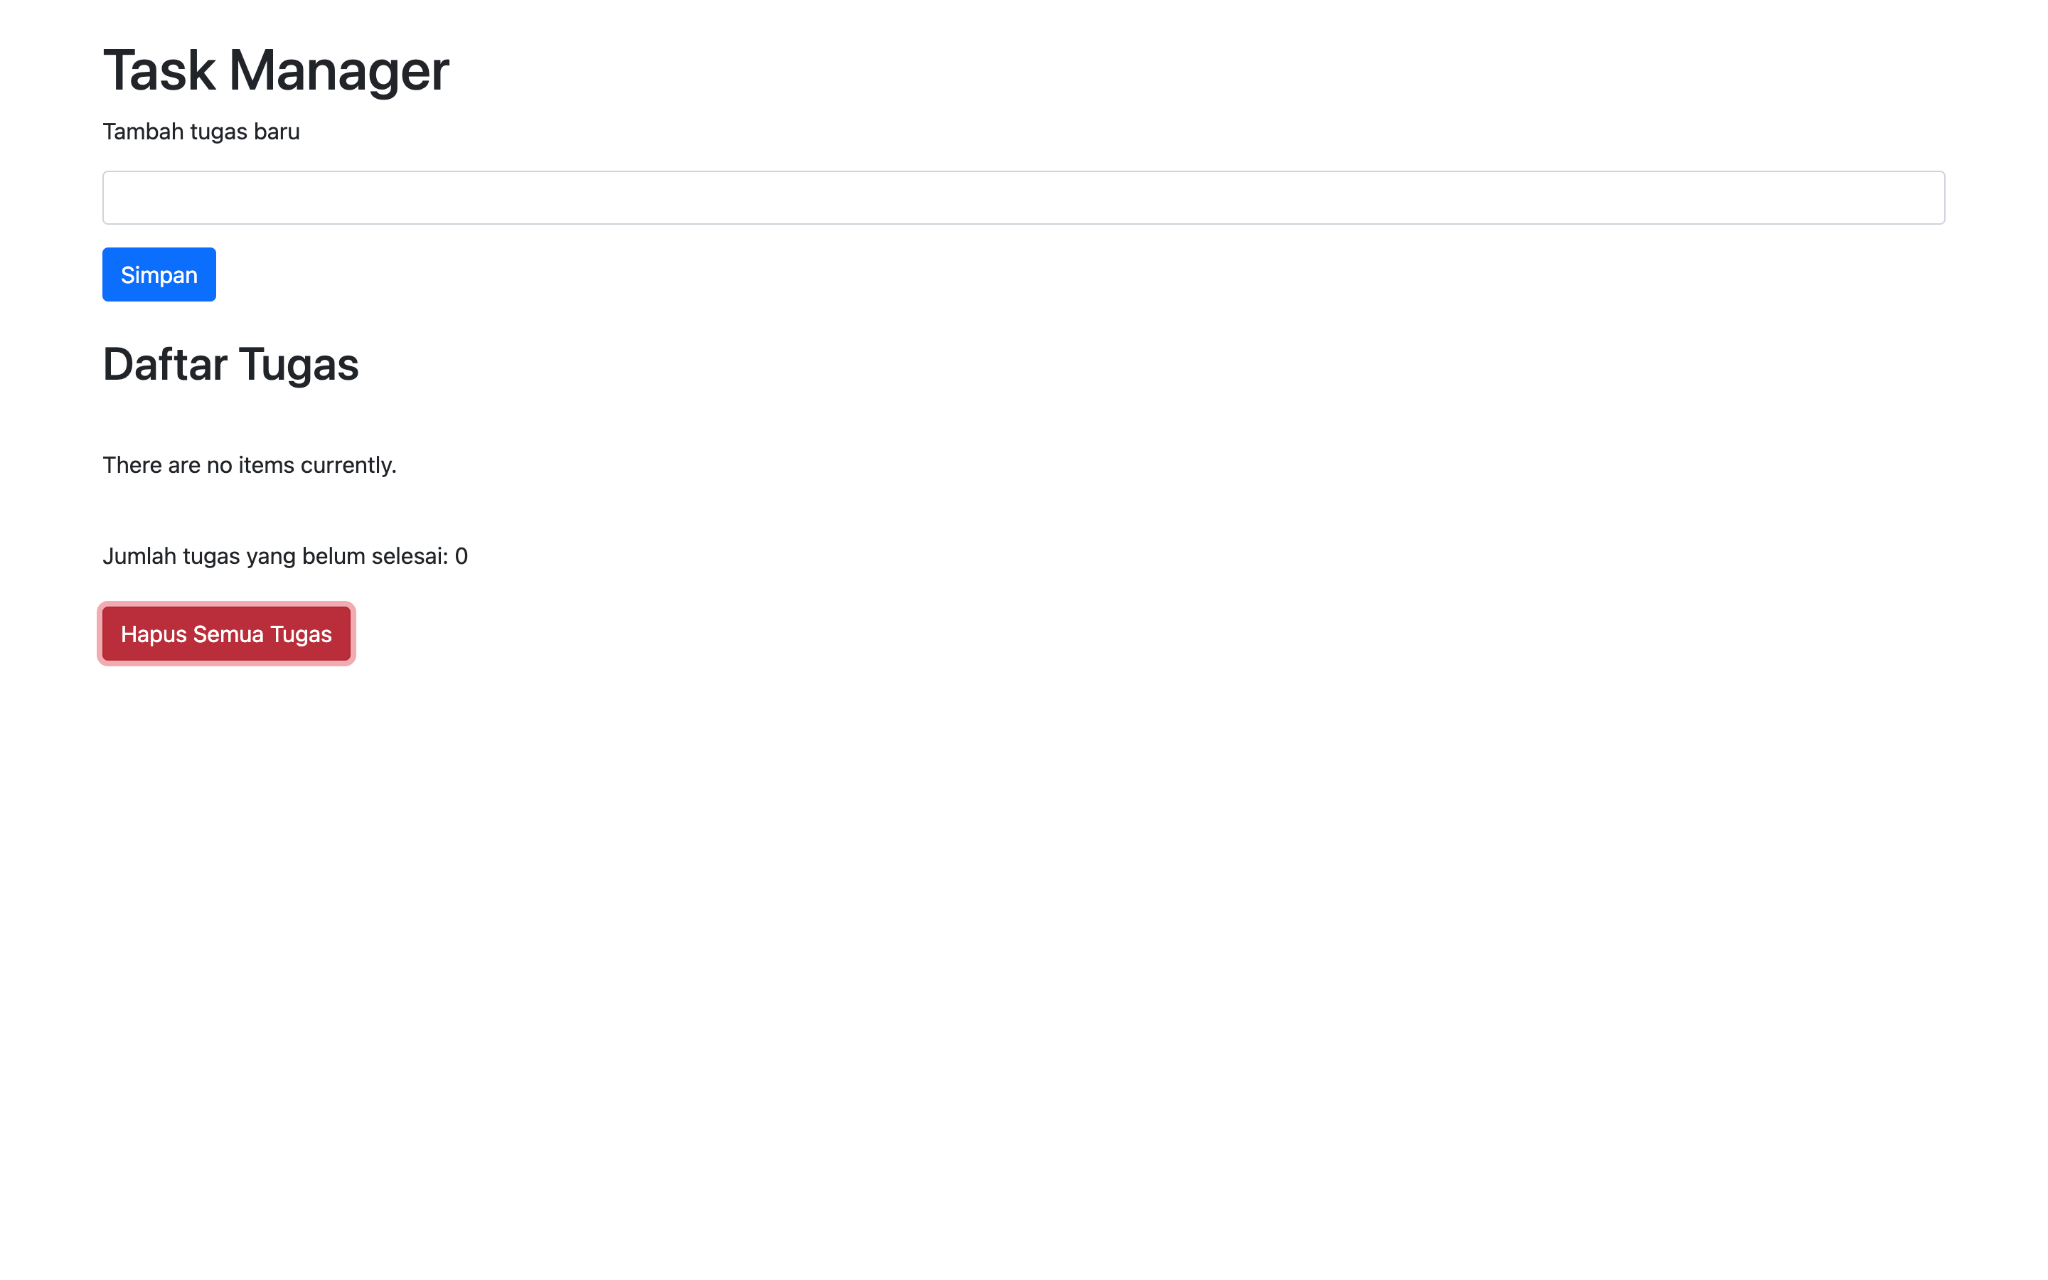 Task Manager
Tambah tugas baru
Simpan
Daftar Tugas
There are no items currently.
Jumlah tugas yang belum selesai: 0
Hapus Semua Tugas